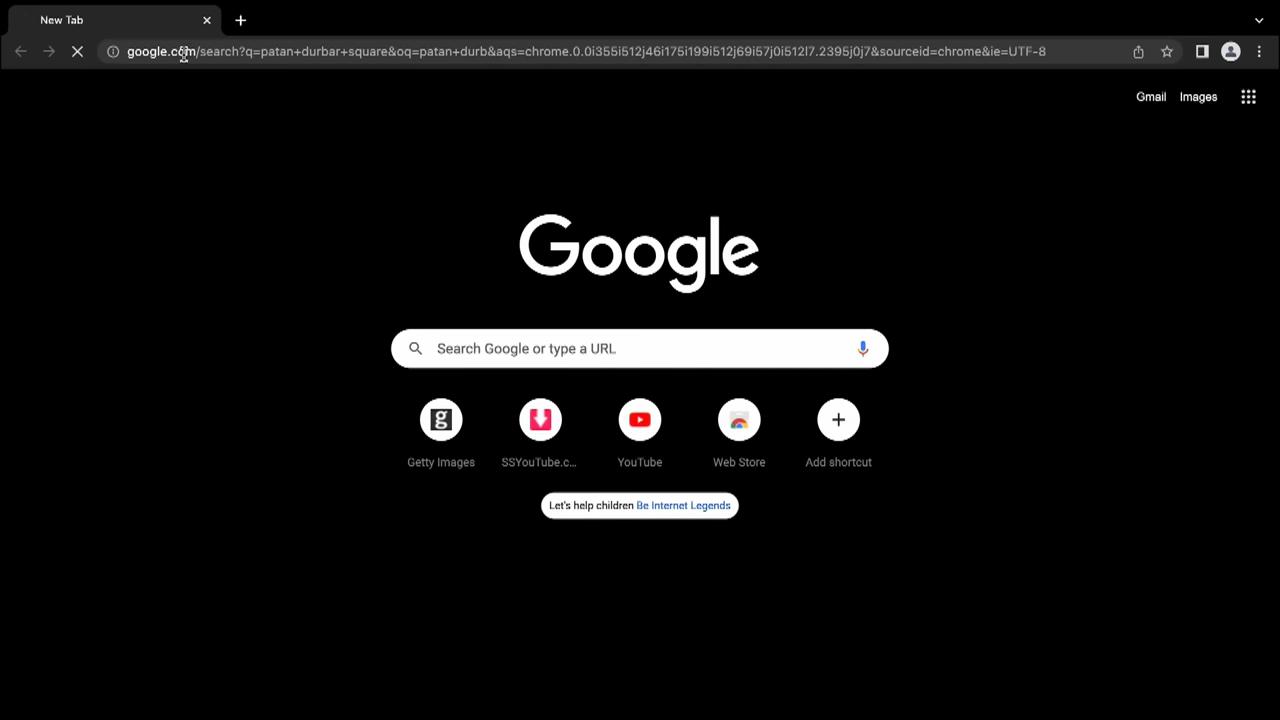 New Tab
google.com/search?q=patan+durbar+square&oq=patan+durb&aqs=chrome.0.0i355i512j46i175i199i512j69i57j0i512l7.2395j0j7&sourceid=chrome&ie=UTF-8
Gmail Images
Google
Search Google or type a URL
g
Getty Images SSYouTube.c... YouTube Web Store Add shortcut
Let's help children Be Internet Legends